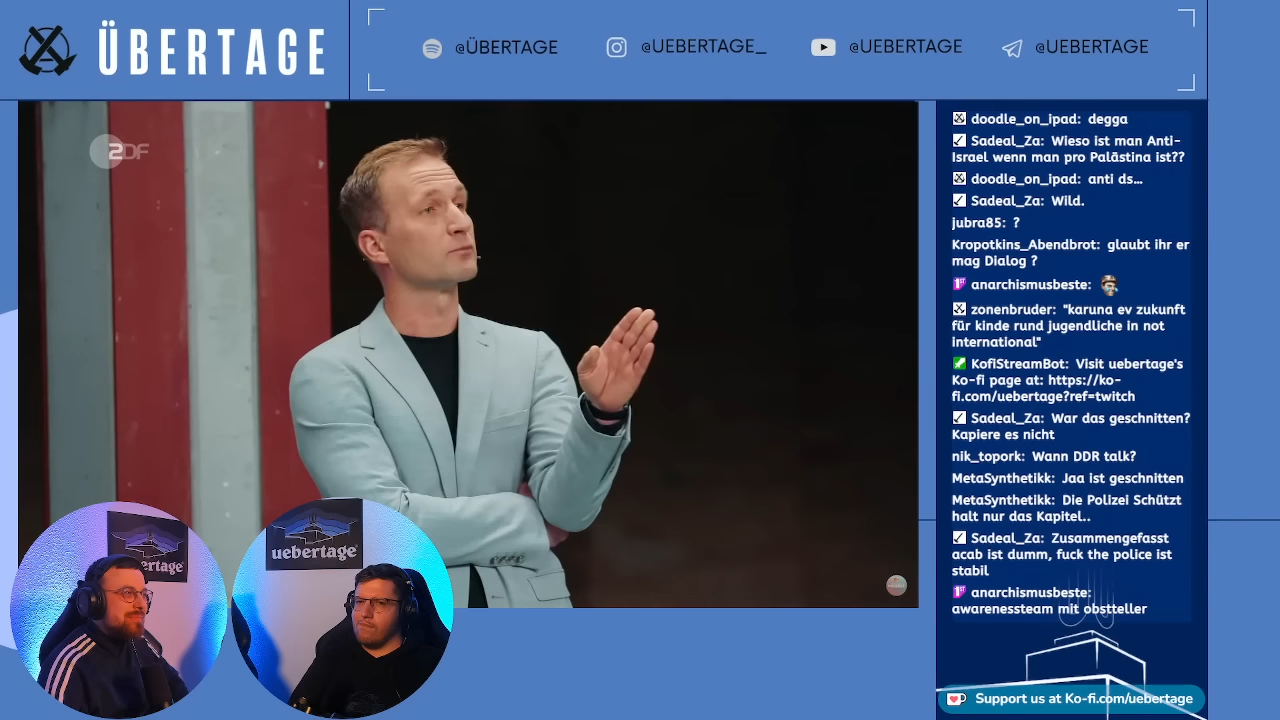 ÜBERTAGE
@ÜBERTAGE
@UEBERTAGE_
@UEBERTAGE
@UEBERTAGE
ZDF
doodle_on_ipad: degga
Sadeal_Za: Wieso ist man Anti-
Israel wenn man pro Palästina ist??
doodle_on_ipad: anti ds...
Sadeal_Za: Wild.
jubra85: ?
Kropotkins_Abendbrot: glaubt ihr er
mag Dialog ?
anarchismusbeste:
zonenbruder: "karuna ev zukunft
für kinde rund jugendliche in not
international"
KofiStreamBot: Visit uebertage's
Ko-fi page at: https://ko-
fi.com/uebertage?ref=twitch
Sadeal_Za: War das geschnitten?
Kapiere es nicht
nik_topork: Wann DDR talk?
MetaSynthetikk: Jaa ist geschnitten
MetaSynthetikk: Die Polizei Schützt
halt nur das Kapitel..
Sadeal_Za: Zusammengefasst
acab ist dumm, fuck the police ist
stabil
anarchismusbeste:
awarenessteam mit obstteller
uebertage
Support us at Ko-fi.com/uebertage